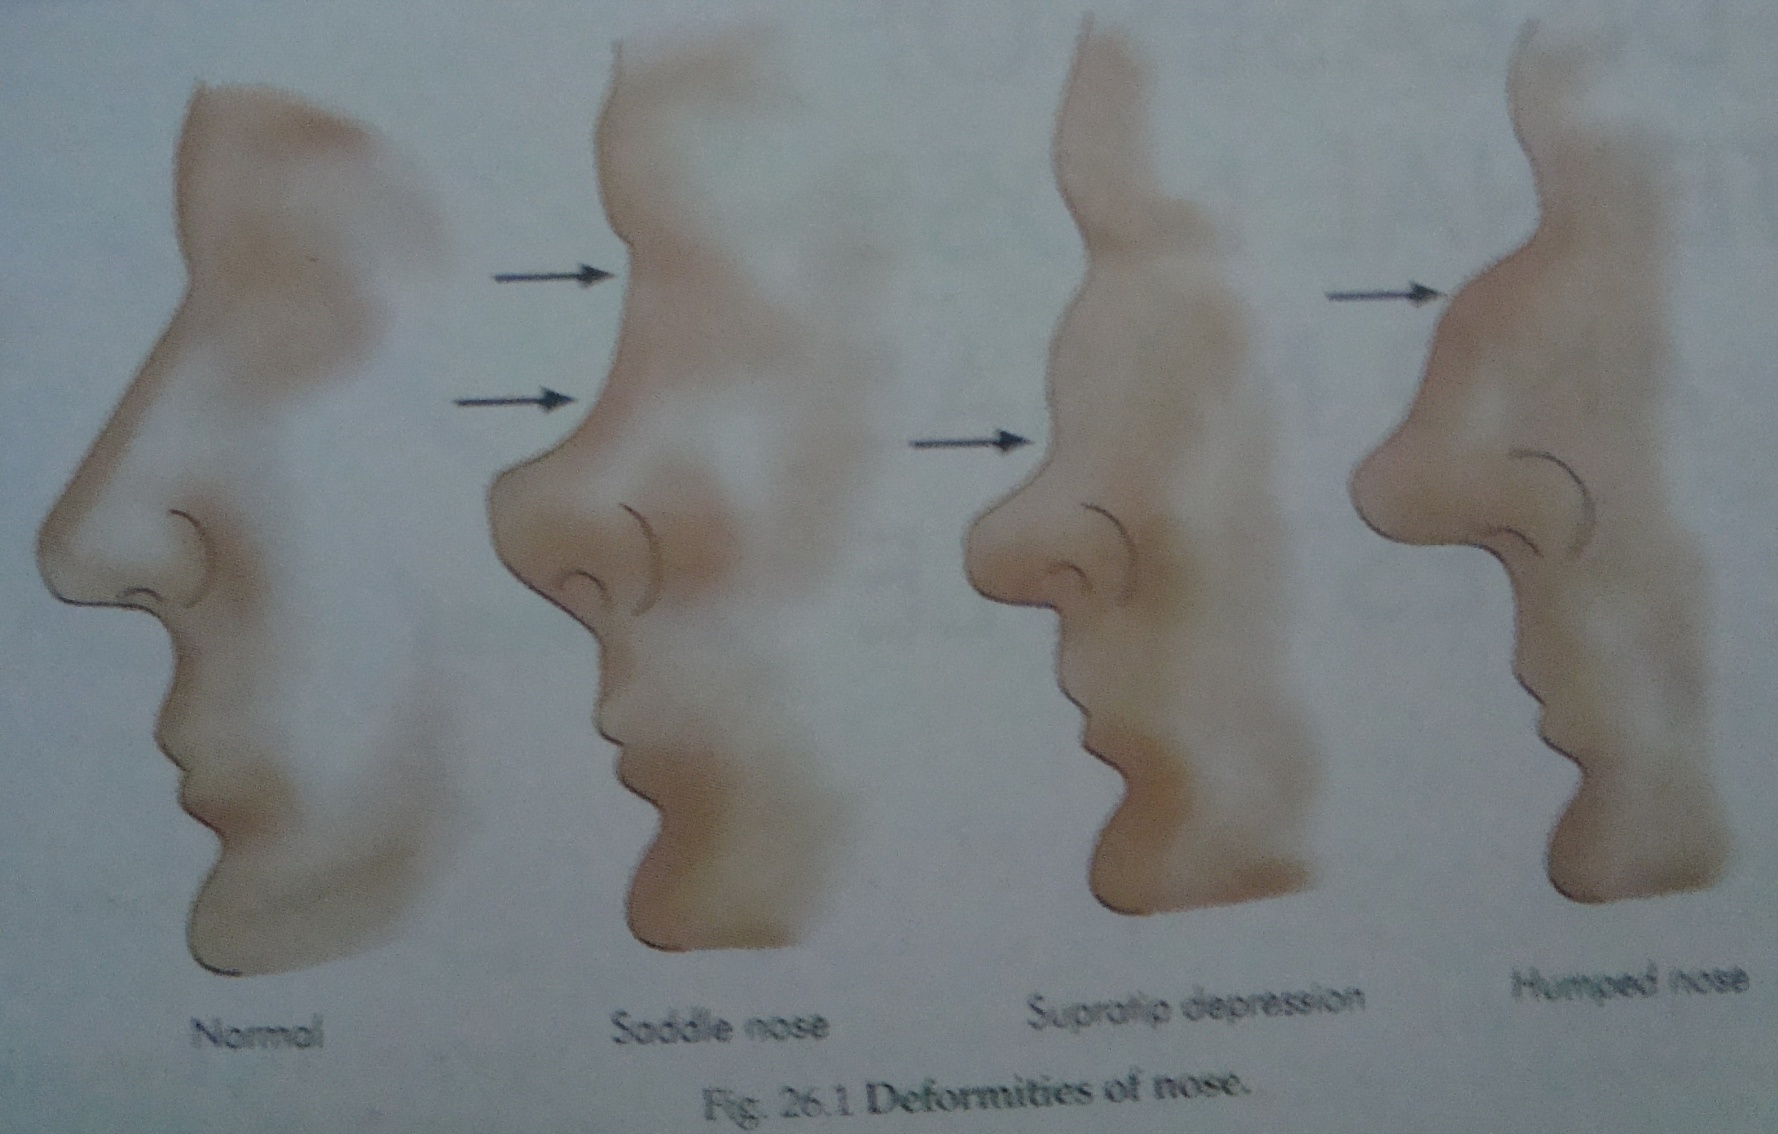 Normal
Saddle nose
Supratip depression
Humped nose
Fig. 26.1 Deformities of nose.